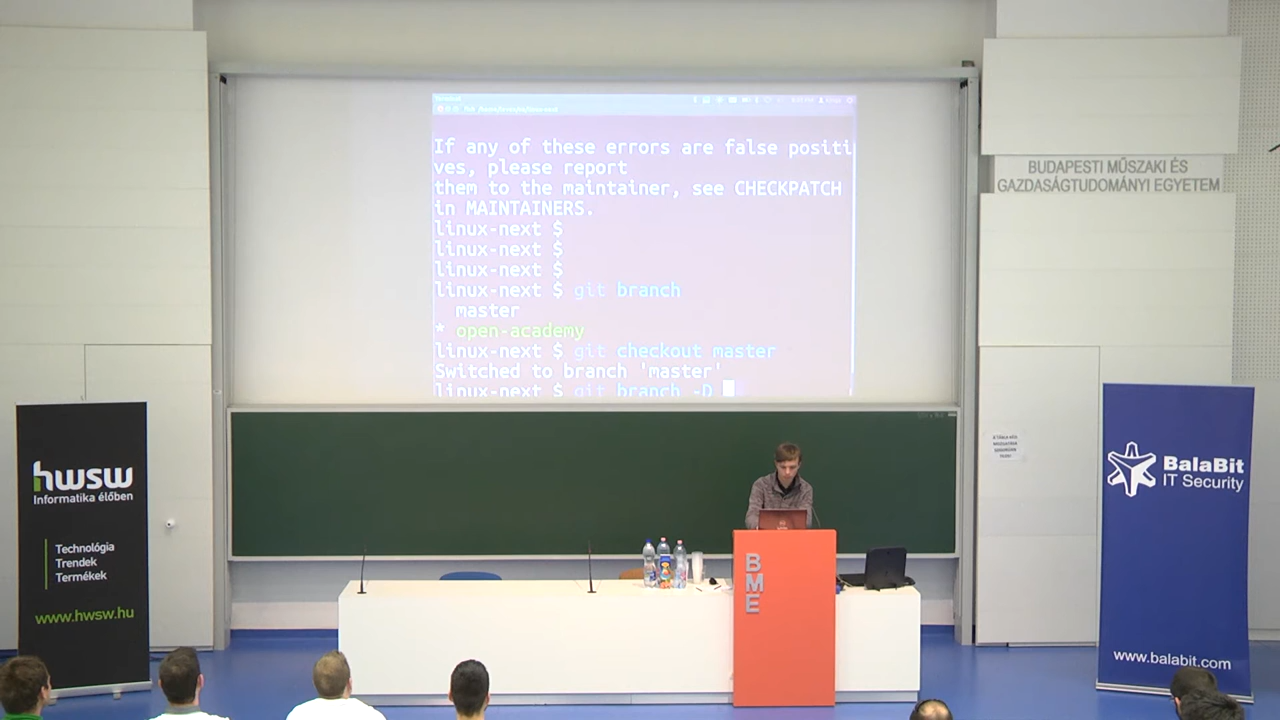 If any of these errors are false positi
ves, please report
them to the maintainer, see CHECKPATCH
in MAINTAINERS.
linux-next $
linux-next $
linux-next $
linux-next $ git branch
master
* open-academy
linux-next $ git checkout master
Switched to branch 'master'
linux-next $ git branch -D
BUDAPESTI MŰSZAKI ÉS
GAZDASÁGTUDOMÁNYI EGYETEM
hwsw
Informatika élőben
Technológia
Trendek
Termékek
www.hwsw.hu
BME
BalaBit
IT Security
www.balabit.com